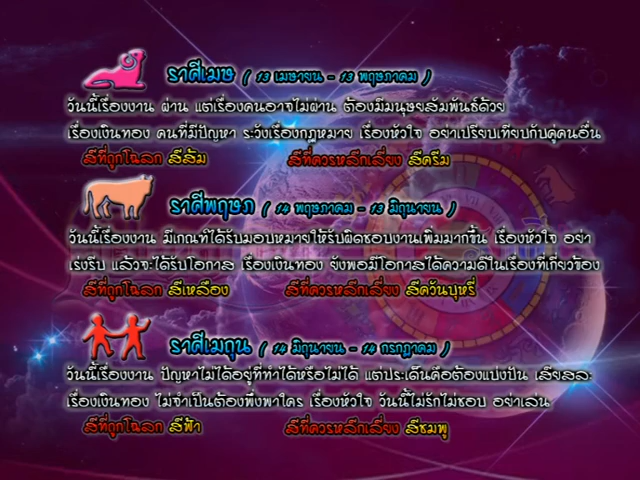 ราศีเมษ ( 13 เมษายน - 13 พฤษภาคม )
วันนี้เรื่องงาน ผ่าน แต่เรื่องคนอาจไม่ผ่าน ต้องมีมนุษยสัมพันธ์ด้วย
เรื่องเงินทอง คนที่มีปัญหา ระวังเรื่องกฎหมาย เรื่องหัวใจ อย่าเปรียบเทียบกับคู่คนอื่น
สีที่ถูกโฉลก สีส้ม สีที่ควรหลีกเลี่ยง สีครีม
ราศีพฤษภ ( 14 พฤษภาคม - 13 มิถุนายน )
วันนี้เรื่องงาน มีเกณฑ์ได้รับมอบหมายให้รับผิดชอบงานเพิ่มมากขึ้น เรื่องหัวใจ อย่า
เร่งรีบ แล้วจะได้รับโอกาส เรื่องเงินทอง ยังพอมีโอกาสได้ความดีในเรื่องที่เกี่ยวข้อง
สีที่ถูกโฉลก สีเหลือง สีที่ควรหลีกเลี่ยง สีควันบุหรี่
ราศีเมถุน ( 14 มิถุนายน - 14 กรกฎาคม )
วันนี้เรื่องงาน ปัญหาไม่ได้อยู่ที่ทำได้หรือไม่ได้ แต่ประเด็นคือต้องแบ่งปัน เสียสละ
เรื่องเงินทอง ไม่จำเป็นต้องพึ่งพาใคร เรื่องหัวใจ วันนี้ไม่รักไม่ชอบ อย่าเล่น
สีที่ถูกโฉลก สีฟ้า สีที่ควรหลีกเลี่ยง สีชมพู